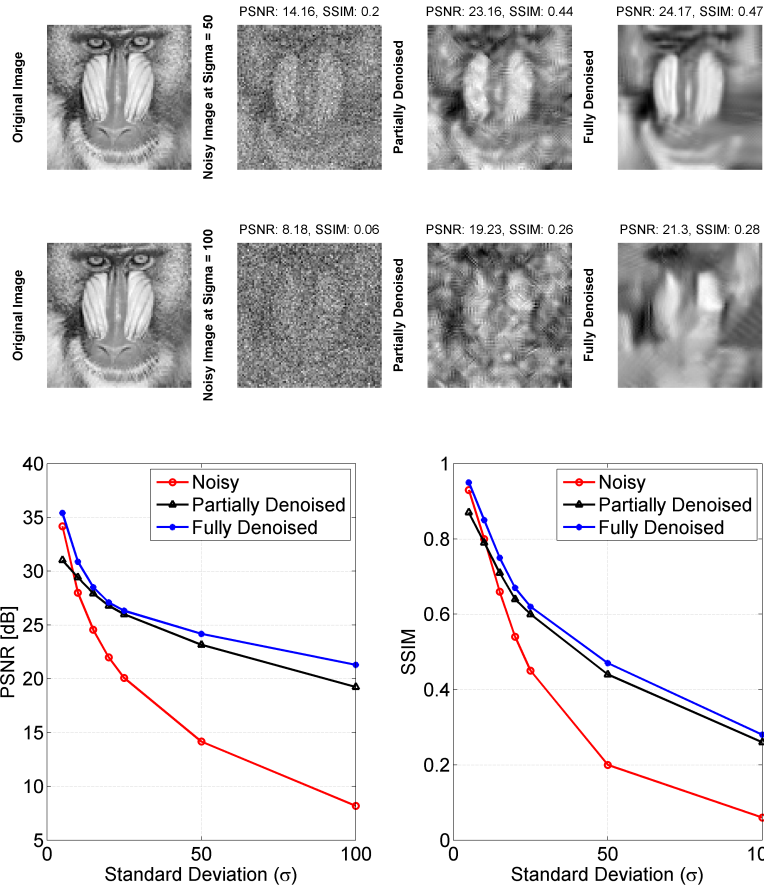 Original Image
Noisy Image at Sigma = 50
PSNR: 14.16, SSIM: 0.2
Partially Denoised
PSNR: 23.16, SSIM: 0.44
Fully Denoised
PSNR: 24.17, SSIM: 0.47
Original Image
Noisy Image at Sigma = 100
PSNR: 8.18, SSIM: 0.06
Partially Denoised
PSNR: 19.23, SSIM: 0.26
Fully Denoised
PSNR: 21.3, SSIM: 0.28
PSNR [dB]
40
35
30
25
20
15
10
5
0
50
100
Standard Deviation (σ)
Noisy
Partially Denoised
Fully Denoised
SSIM
1
0.8
0.6
0.4
0.2
0
0
50
10
Standard Deviation (σ)
Noisy
Partially Denoised
Fully Denoised